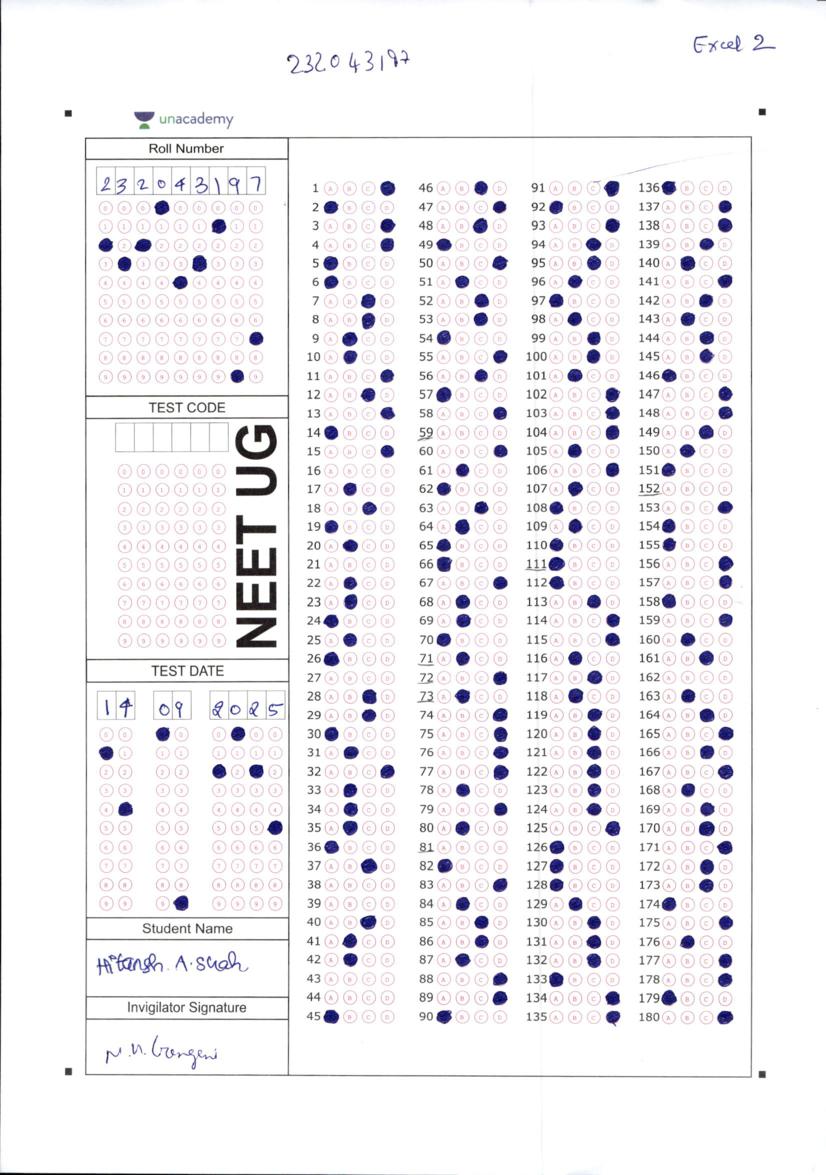 Excel 2
232043197
unacademy
Roll Number
2 3 2 0 4 3 1 9 7
TEST CODE
NEET UG
TEST DATE
1 4 0 9 2 0 2 5
Student Name
Hitansh. A. Shah
Invigilator Signature
1 A B C
2 B C
3 A B C
4 A B C
5 B C D
6 B C D
7 A B D
8 A B D
9 A C D
10 A C D
11 A B C
12 A B D
13 A B C
14 B C D
15 A B C
16 A B C D
17 A C D
18 A B D
19 B C D
20 A C D
21 A B C D
22 A C D
23 A C D
24 B C D
25 A C D
26 B C D
27 A B C D
28 A B D
29 A B D
30 B C D
31 A C D
32 A B C
33 A C D
34 A C D
35 A C D
36 B C D
37 A B D
38 A B C D
39 A B C D
40 A B D
41 A C D
42 A C D
43 A B C D
44 A B C D
45 B C D
46 A B D
47 A B C
48 A B D
49 B C D
50 A B C
51 A C D
52 A B D
53 A B D
54 B C D
55 A B C
56 A B D
57 B C D
58 A B C
59 A B C D
60 A B C
61 A C D
62 B C D
63 A B D
64 A C D
65 B C D
66 B C D
67 A B C
68 A C D
69 A C D
70 B C D
71 A C D
72 A B C
73 A C D
74 A B C
75 A B C
76 A B C
77 A B C
78 A C D
79 A B C
80 A C D
81 A B C D
82 B C D
83 A B C
84 A C D
85 A B D
86 A B D
87 A C D
88 A B C
89 A B C
90 B C D
91 A B C
92 B C D
93 A B C
94 A B D
95 A B D
96 A C D
97 B C D
98 A C D
99 A B D
100 A B D
101 A C D
102 A B C
103 A B C
104 A B C
105 A C D
106 A B C
107 A C D
108 B C D
109 A C D
110 B C D
111 B C D
112 B C D
113 A B D
114 A B C
115 A B C
116 A C D
117 A B D
118 A C D
119 A B D
120 A B D
121 A B D
122 A B D
123 A B D
124 A B D
125 A B C
126 B C D
127 B C D
128 B C D
129 A C D
130 A B D
131 A B D
132 A B D
133 B C D
134 A B C
135 A B C
136 B C D
137 A B C
138 A B C
139 A B D
140 A C D
141 A B C
142 A B D
143 A C D
144 A B D
145 A B D
146 B C D
147 A B C
148 A B C
149 A B D
150 A C D
151 B C D
152 A B C D
153 A B C
154 B C D
155 B C D
156 A B C
157 A B C
158 B C D
159 A B C
160 A C D
161 A B D
162 A B C D
163 A C D
164 A B D
165 A B C
166 A B D
167 A B C
168 A C D
169 A B D
170 A B D
171 A B C
172 A B D
173 A B D
174 B C D
175 A B C
176 A C D
177 A B C
178 A B C
179 B C D
180 A B C